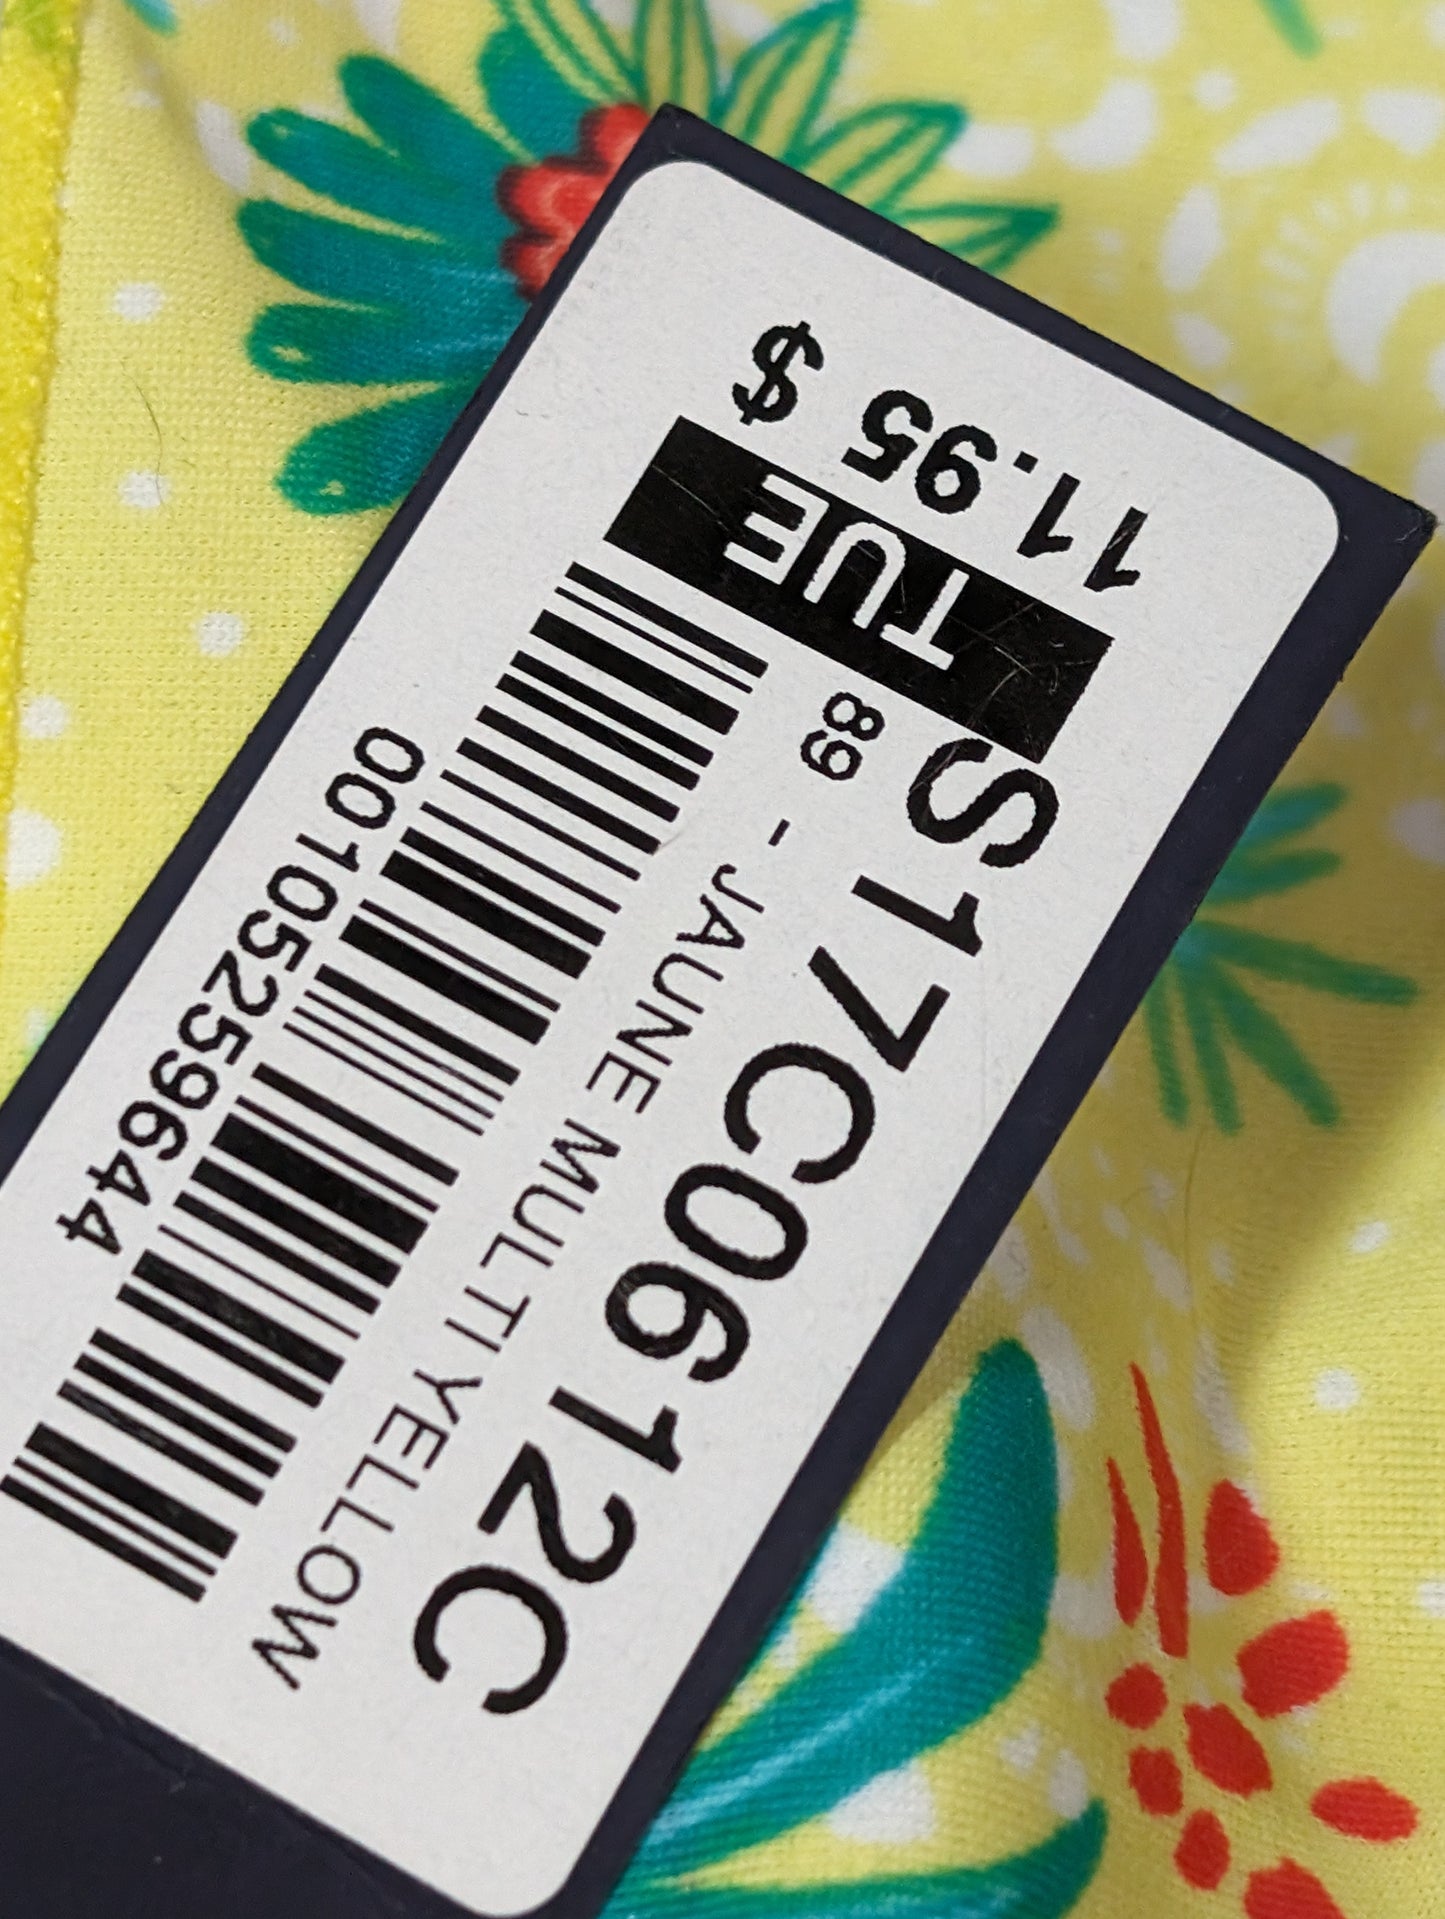 S17C0612C
89 - JAUNE MULTI YELLOW
00105259644
TUE
11.95 $